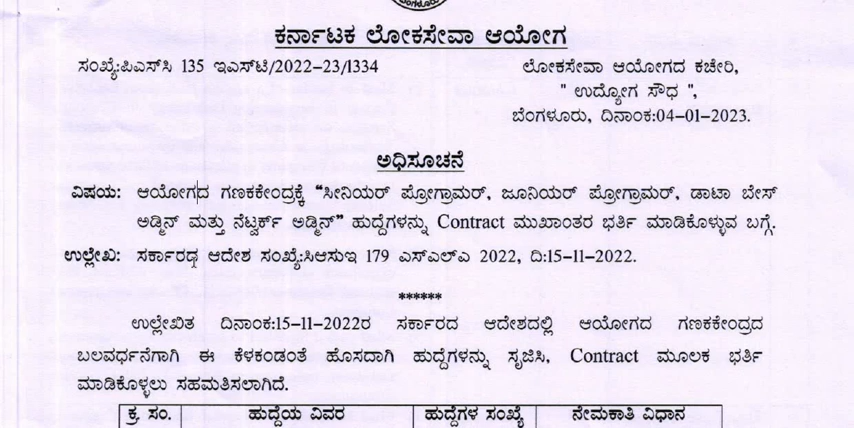 ಕರ್ನಾಟಕ ಲೋಕಸೇವಾ ಆಯೋಗ
ಸಂಖ್ಯೆ:ಪಿಎಸ್‌ಸಿ 135 ಇಎಸ್‌ಟಿ/2022-23/1334
ಲೋಕಸೇವಾ ಆಯೋಗದ ಕಚೇರಿ,
" ಉದ್ಯೋಗ ಸೌಧ ",
ಬೆಂಗಳೂರು, ದಿನಾಂಕ:04-01-2023.
ಅಧಿಸೂಚನೆ
ವಿಷಯ: ಆಯೋಗದ ಗಣಕಕೇಂದ್ರಕ್ಕೆ “ಸೀನಿಯರ್ ಪ್ರೋಗ್ರಾಮರ್, ಜೂನಿಯರ್ ಪ್ರೋಗ್ರಾಮರ್, ಡಾಟಾ ಬೇಸ್
ಅಡ್ಮಿನ್ ಮತ್ತು ನೆಟ್ವರ್ಕ್ ಅಡ್ಮಿನ್” ಹುದ್ದೆಗಳನ್ನು Contract ಮುಖಾಂತರ ಭರ್ತಿ ಮಾಡಿಕೊಳ್ಳುವ ಬಗ್ಗೆ.
ಉಲ್ಲೇಖ: ಸರ್ಕಾರದ ಆದೇಶ ಸಂಖ್ಯೆ:ಸಿಆಸುಇ 179 ಎಸ್‌ಎಲ್‌ಎ 2022, ದಿ:15-11-2022.
******
ಉಲ್ಲೇಖಿತ ದಿನಾಂಕ:15-11-2022ರ ಸರ್ಕಾರದ ಆದೇಶದಲ್ಲಿ ಆಯೋಗದ ಗಣಕಕೇಂದ್ರದ
ಬಲವರ್ಧನೆಗಾಗಿ ಈ ಕೆಳಕಂಡಂತೆ ಹೊಸದಾಗಿ ಹುದ್ದೆಗಳನ್ನು ಸೃಜಿಸಿ, Contract ಮೂಲಕ ಭರ್ತಿ
ಮಾಡಿಕೊಳ್ಳಲು ಸಹಮತಿಸಲಾಗಿದೆ.
ಕ್ರ. ಸಂ. ಹುದ್ದೆಯ ವಿವರ ಹುದ್ದೆಗಳ ಸಂಖ್ಯೆ ನೇಮಕಾತಿ ವಿಧಾನ